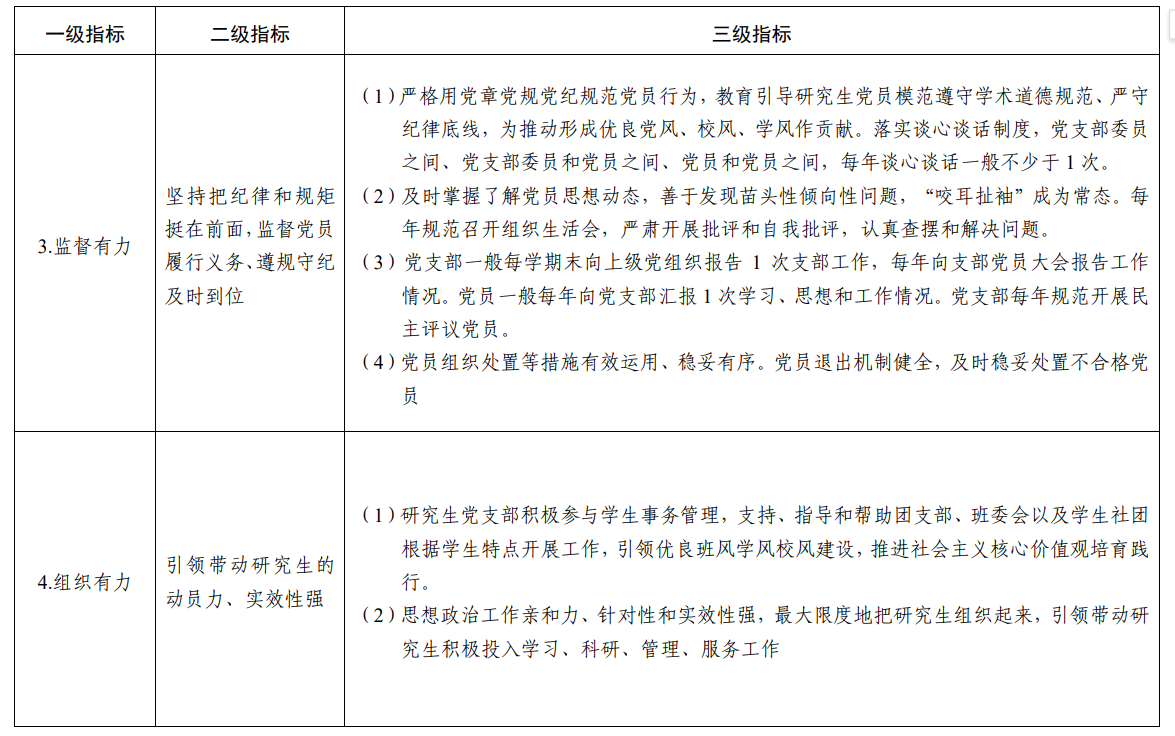 一级指标 二级指标 三级指标
3.监督有力
坚持把纪律和规矩
挺在前面,监督党员
履行义务、遵规守纪
及时到位
（1）严格用党章党规党纪规范党员行为，教育引导研究生党员模范遵守学术道德规范、严守
纪律底线，为推动形成优良党风、校风、学风作贡献。落实谈心谈话制度，党支部委员
之间、党支部委员和党员之间、党员和党员之间，每年谈心谈话一般不少于 1 次。
（2）及时掌握了解党员思想动态，善于发现苗头性倾向性问题，“咬耳扯袖”成为常态。每
年规范召开组织生活会，严肃开展批评和自我批评，认真查摆和解决问题。
（3）党支部一般每学期末向上级党组织报告 1 次支部工作，每年向支部党员大会报告工作
情况。党员一般每年向党支部汇报 1 次学习、思想和工作情况。党支部每年规范开展民
主评议党员。
（4）党员组织处置等措施有效运用、稳妥有序。党员退出机制健全，及时稳妥处置不合格党
员
4.组织有力
引领带动研究生的
动员力、实效性强
（1）研究生党支部积极参与学生事务管理，支持、指导和帮助团支部、班委会以及学生社团
根据学生特点开展工作，引领优良班风学风校风建设，推进社会主义核心价值观培育践
行。
（2）思想政治工作亲和力、针对性和实效性强，最大限度地把研究生组织起来，引领带动研
究生积极投入学习、科研、管理、服务工作